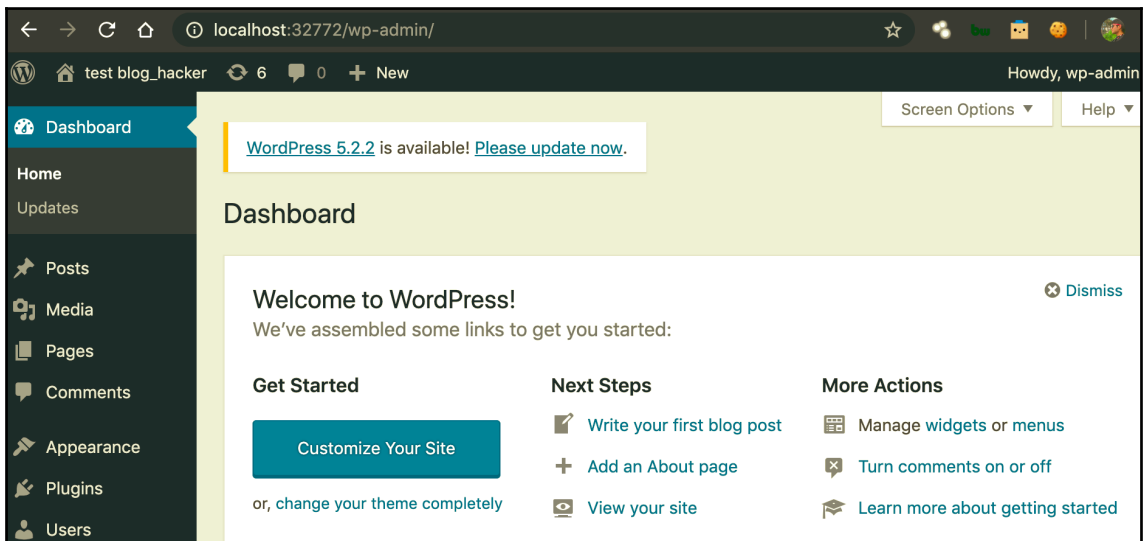 localhost:32772/wp-admin/
test blog_hacker 6 0 New Howdy, wp-admin
Screen Options Help
Dashboard
Home
Updates
Posts
Media
Pages
Comments
Appearance
Plugins
Users
WordPress 5.2.2 is available! Please update now.
Dashboard
Welcome to WordPress!
Dismiss
We've assembled some links to get you started:
Get Started
Customize Your Site
or, change your theme completely
Next Steps
Write your first blog post
Add an About page
View your site
More Actions
Manage widgets or menus
Turn comments on or off
Learn more about getting started